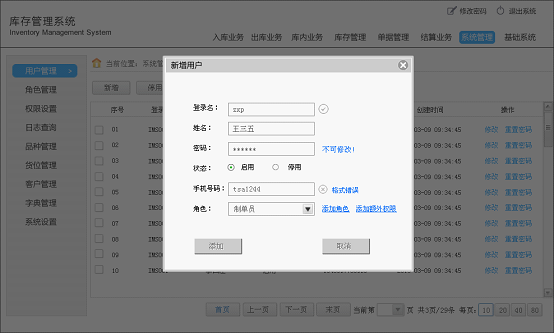 库存管理系统
Inventory Management System
修改密码 退出系统
入库业务 出库业务 库内业务 库存管理 单据管理 结算业务 系统管理 基础系统
用户管理 >
角色管理
权限设置
日志查询
品种管理
货位管理
客户管理
字典管理
系统设置
当前位置：系统管
新增 停用
序号 登录 创建时间 操作
01 03-09 09:34:45 修改 重置密码
02 03-09 09:34:45 修改 重置密码
03 03-09 09:34:45 修改 重置密码
04 03-09 09:34:45 修改 重置密码
05 03-09 09:34:45 修改 重置密码
06 03-09 09:34:45 修改 重置密码
07 03-09 09:34:45 修改 重置密码
08 03-09 09:34:45 修改 重置密码
09 03-09 09:34:45 修改 重置密码
10 03-09 09:34:45 修改 重置密码
首页 上一页 下一页 末页 当前第 页 共3页/29条 每页： 10 20 40 80
新增用户
登录名： zxp
姓名： 王三五
密码： ****** 不可修改！
状态： 启用 停用
手机号码： tsa1244 格式错误
角色： 制单员 添加角色 添加额外权限
添加 取消